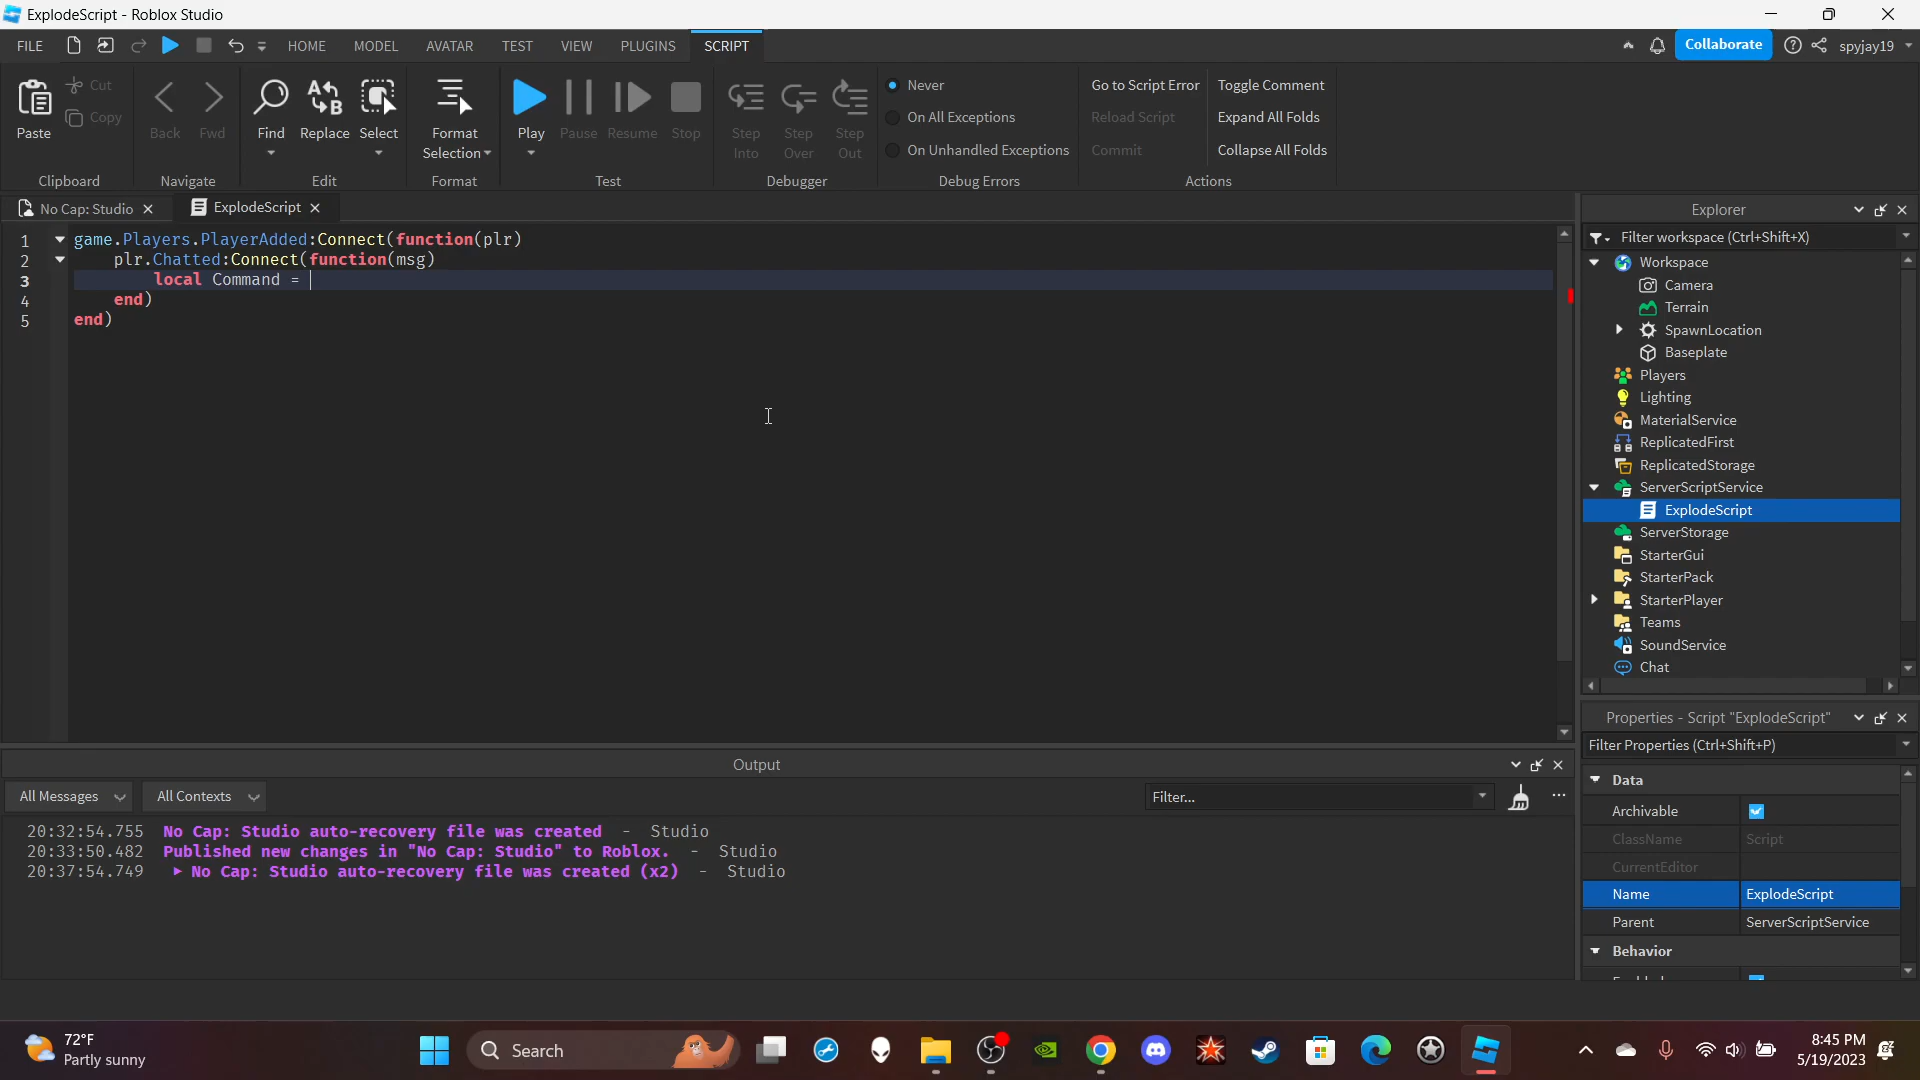 ExplodeScript - Roblox Studio
FILE HOME MODEL AVATAR TEST VIEW PLUGINS SCRIPT Collaborate spyjay19
Paste Cut Copy
Clipboard
Back Fwd
Navigate
Find Replace Select
Edit
Format Selection
Format
Play Pause Resume Stop
Test
Step Into Step Over Step Out
Debugger
Never
On All Exceptions
On Unhandled Exceptions
Debug Errors
Go to Script Error
Reload Script
Commit
Toggle Comment
Expand All Folds
Collapse All Folds
Actions
No Cap: Studio ExplodeScript
1 game.Players.PlayerAdded:Connect(function(plr)
2 plr.Chatted:Connect(function(msg)
3 local Command =
4 end)
5 end)
Explorer
Filter workspace (Ctrl+Shift+X)
Workspace
Camera
Terrain
SpawnLocation
Baseplate
Players
Lighting
MaterialService
ReplicatedFirst
ReplicatedStorage
ServerScriptService
ExplodeScript
ServerStorage
StarterGui
StarterPack
StarterPlayer
Teams
SoundService
Chat
Properties - Script "ExplodeScript"
Filter Properties (Ctrl+Shift+P)
Data
Archivable
ClassName Script
CurrentEditor
Name ExplodeScript
Parent ServerScriptService
Behavior
Output
All Messages All Contexts Filter...
20:32:54.755 No Cap: Studio auto-recovery file was created - Studio
20:33:50.482 Published new changes in "No Cap: Studio" to Roblox. - Studio
20:37:54.749 No Cap: Studio auto-recovery file was created (x2) - Studio
72°F
Partly sunny
Search
8:45 PM
5/19/2023